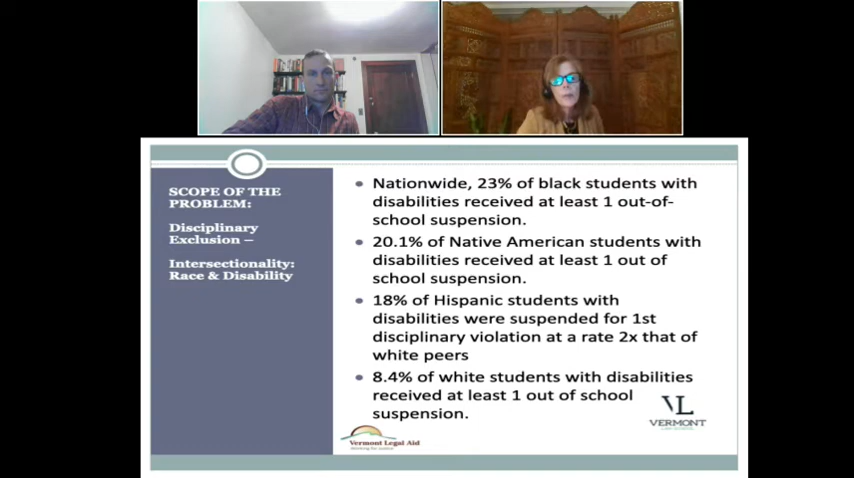 SCOPE OF THE
PROBLEM:
Disciplinary
Exclusion –
Intersectionality:
Race & Disability
Nationwide, 23% of black students with
disabilities received at least 1 out-of-
school suspension.
20.1% of Native American students with
disabilities received at least 1 out of
school suspension.
18% of Hispanic students with
disabilities were suspended for 1st
disciplinary violation at a rate 2x that of
white peers
8.4% of white students with disabilities
received at least 1 out of school
suspension.
Vermont Legal Aid
VL
VERMONT
LAW SCHOOL